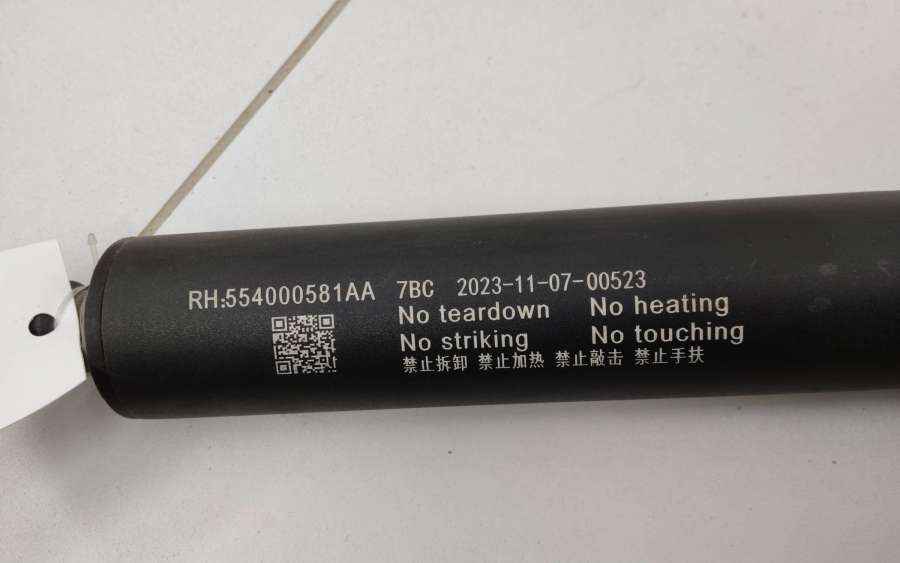 RH:554000581AA 7BC 2023-11-07-00523
No teardown No heating
No striking No touching
禁止拆卸 禁止加热 禁止敲击 禁止手扶